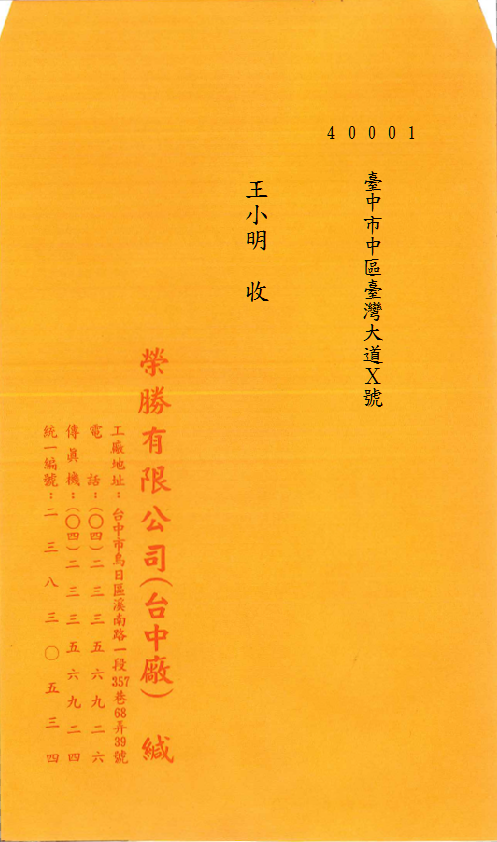 40001
臺中市中區臺灣大道X號
王小明 收
榮勝有限公司(台中廠) 緘
工廠地址：台中市烏日區溪南路一段357巷68弄39號
電話：(〇四)二三三五六九二六
傳眞機：(〇四)二三三五六九二四
統一編號：二三八三〇五三四